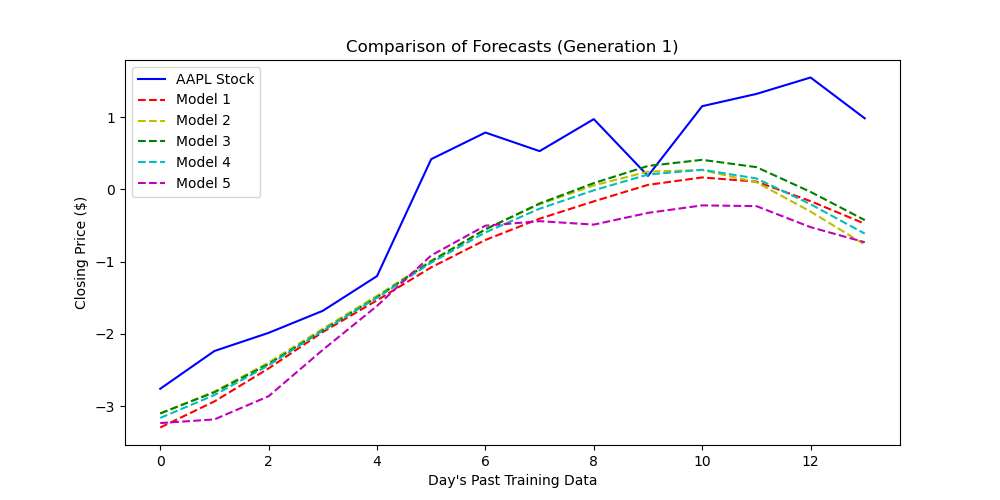 Comparison of Forecasts (Generation 1)
AAPL Stock
Model 1
Model 2
Model 3
Model 4
Model 5
1
0
−1
−2
−3
Closing Price ($)
0 2 4 6 8 10 12
Day's Past Training Data